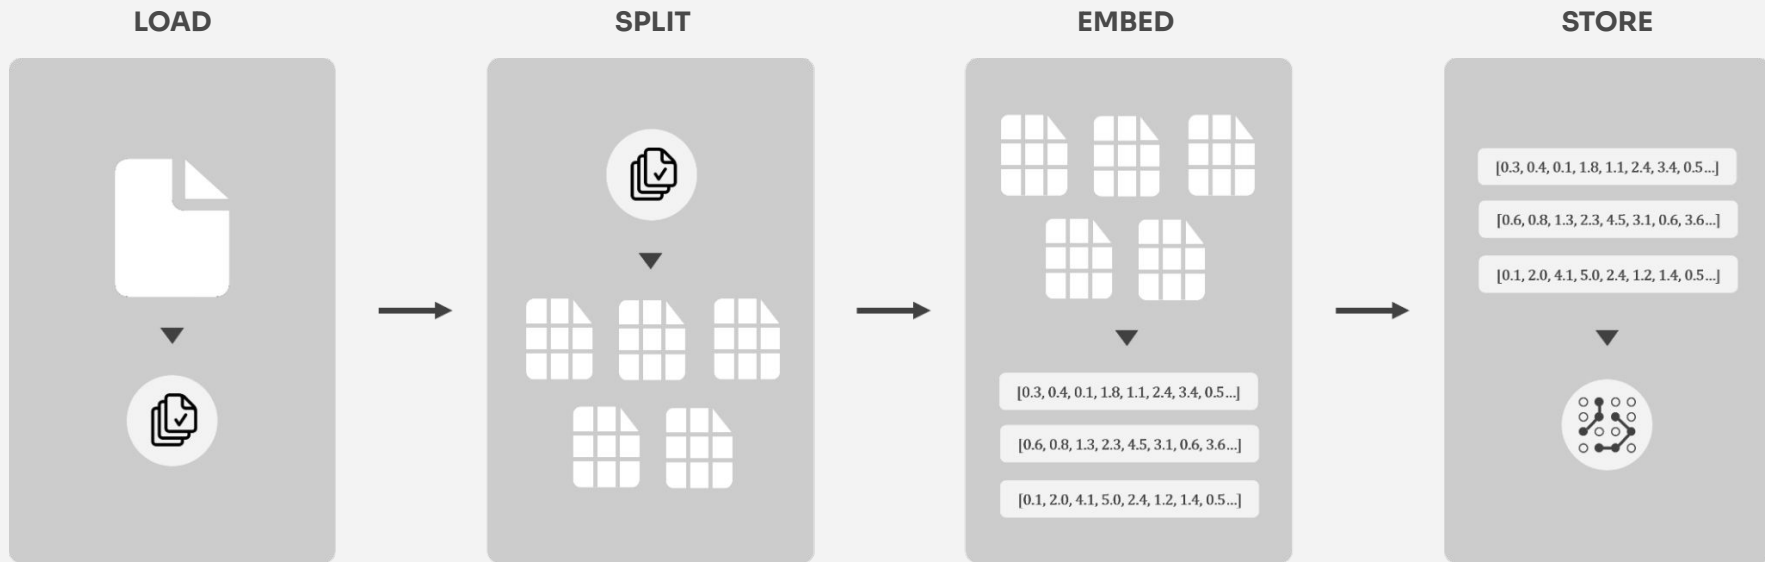 LOAD
SPLIT
EMBED
STORE
[0.3, 0.4, 0.1, 1.8, 1.1, 2.4, 3.4, 0.5...]
[0.6, 0.8, 1.3, 2.3, 4.5, 3.1, 0.6, 3.6...]
[0.1, 2.0, 4.1, 5.0, 2.4, 1.2, 1.4, 0.5...]
[0.3, 0.4, 0.1, 1.8, 1.1, 2.4, 3.4, 0.5...]
[0.6, 0.8, 1.3, 2.3, 4.5, 3.1, 0.6, 3.6...]
[0.1, 2.0, 4.1, 5.0, 2.4, 1.2, 1.4, 0.5...]